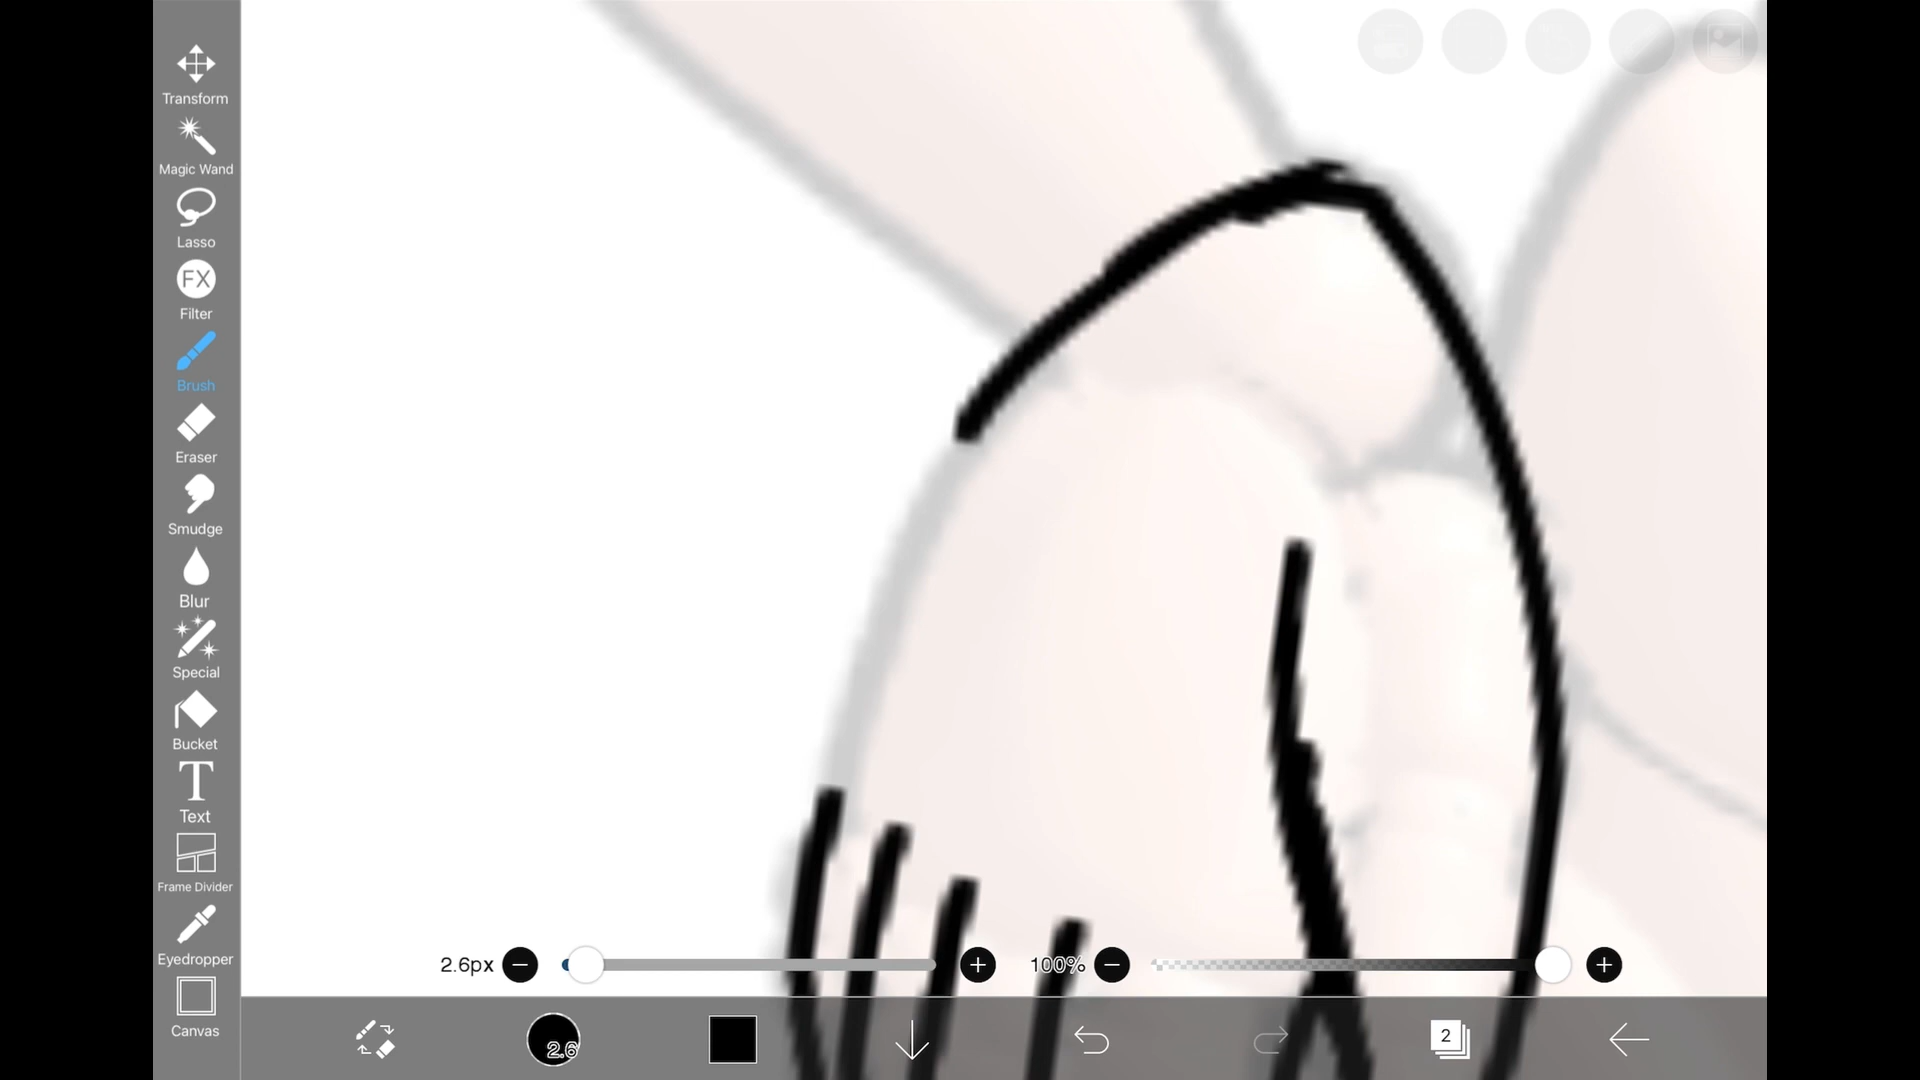 Transform
Magic Wand
Lasso
FX
Filter
Brush
Eraser
Smudge
Blur
Special
Bucket
T
Text
Frame Divider
Eyedropper
Canvas
2.6px
100%
2.6
2